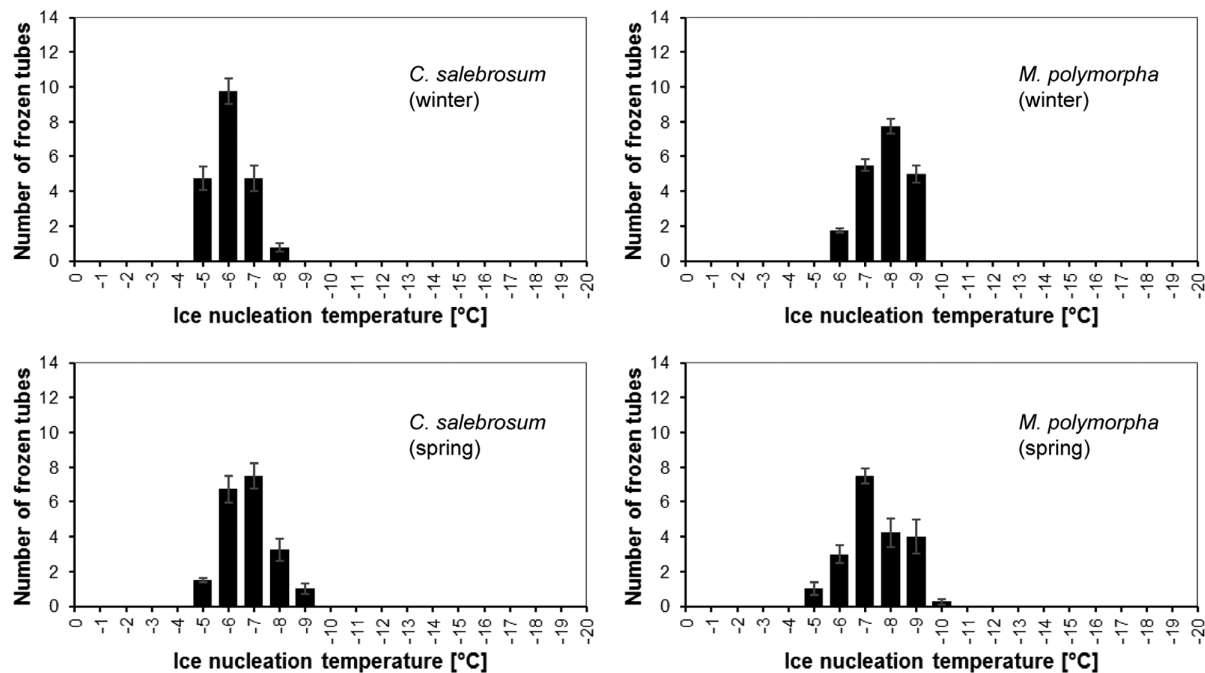 14
12
10
8
6
4
2
0
Number of frozen tubes
C. salebrosum
(winter)
0 -1 -2 -3 -4 -5 -6 -7 -8 -9 -10 -11 -12 -13 -14 -15 -16 -17 -18 -19 -20
Ice nucleation temperature [°C]
14
12
10
8
6
4
2
0
Number of frozen tubes
M. polymorpha
(winter)
0 -1 -2 -3 -4 -5 -6 -7 -8 -9 -10 -11 -12 -13 -14 -15 -16 -17 -18 -19 -20
Ice nucleation temperature [°C]
14
12
10
8
6
4
2
0
Number of frozen tubes
C. salebrosum
(spring)
0 -1 -2 -3 -4 -5 -6 -7 -8 -9 -10 -11 -12 -13 -14 -15 -16 -17 -18 -19 -20
Ice nucleation temperature [°C]
14
12
10
8
6
4
2
0
Number of frozen tubes
M. polymorpha
(spring)
0 -1 -2 -3 -4 -5 -6 -7 -8 -9 -10 -11 -12 -13 -14 -15 -16 -17 -18 -19 -20
Ice nucleation temperature [°C]